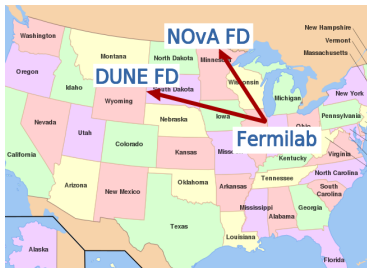 New Hampshire
Vermont
Massachusetts
Washington
Montana
North Dakota
NOvA FD
Minnes
Oregon
Idaho
DUNE FD
South Dakota
Wisconsin
Michigan
New York
Wyoming
Iowa
Pennsylvania
Nebraska
Nevada
Utah
Colorado
Kansas
Misso
Fermilab
Ohio
Kentucky
Virginia
California
North Carolina
Tennessee
Oklahoma
Arkansas
South
Carolina
Arizona
New Mexico
Mississippi
Alabama
Georgia
Texas
Louisiana
Alaska
Florida